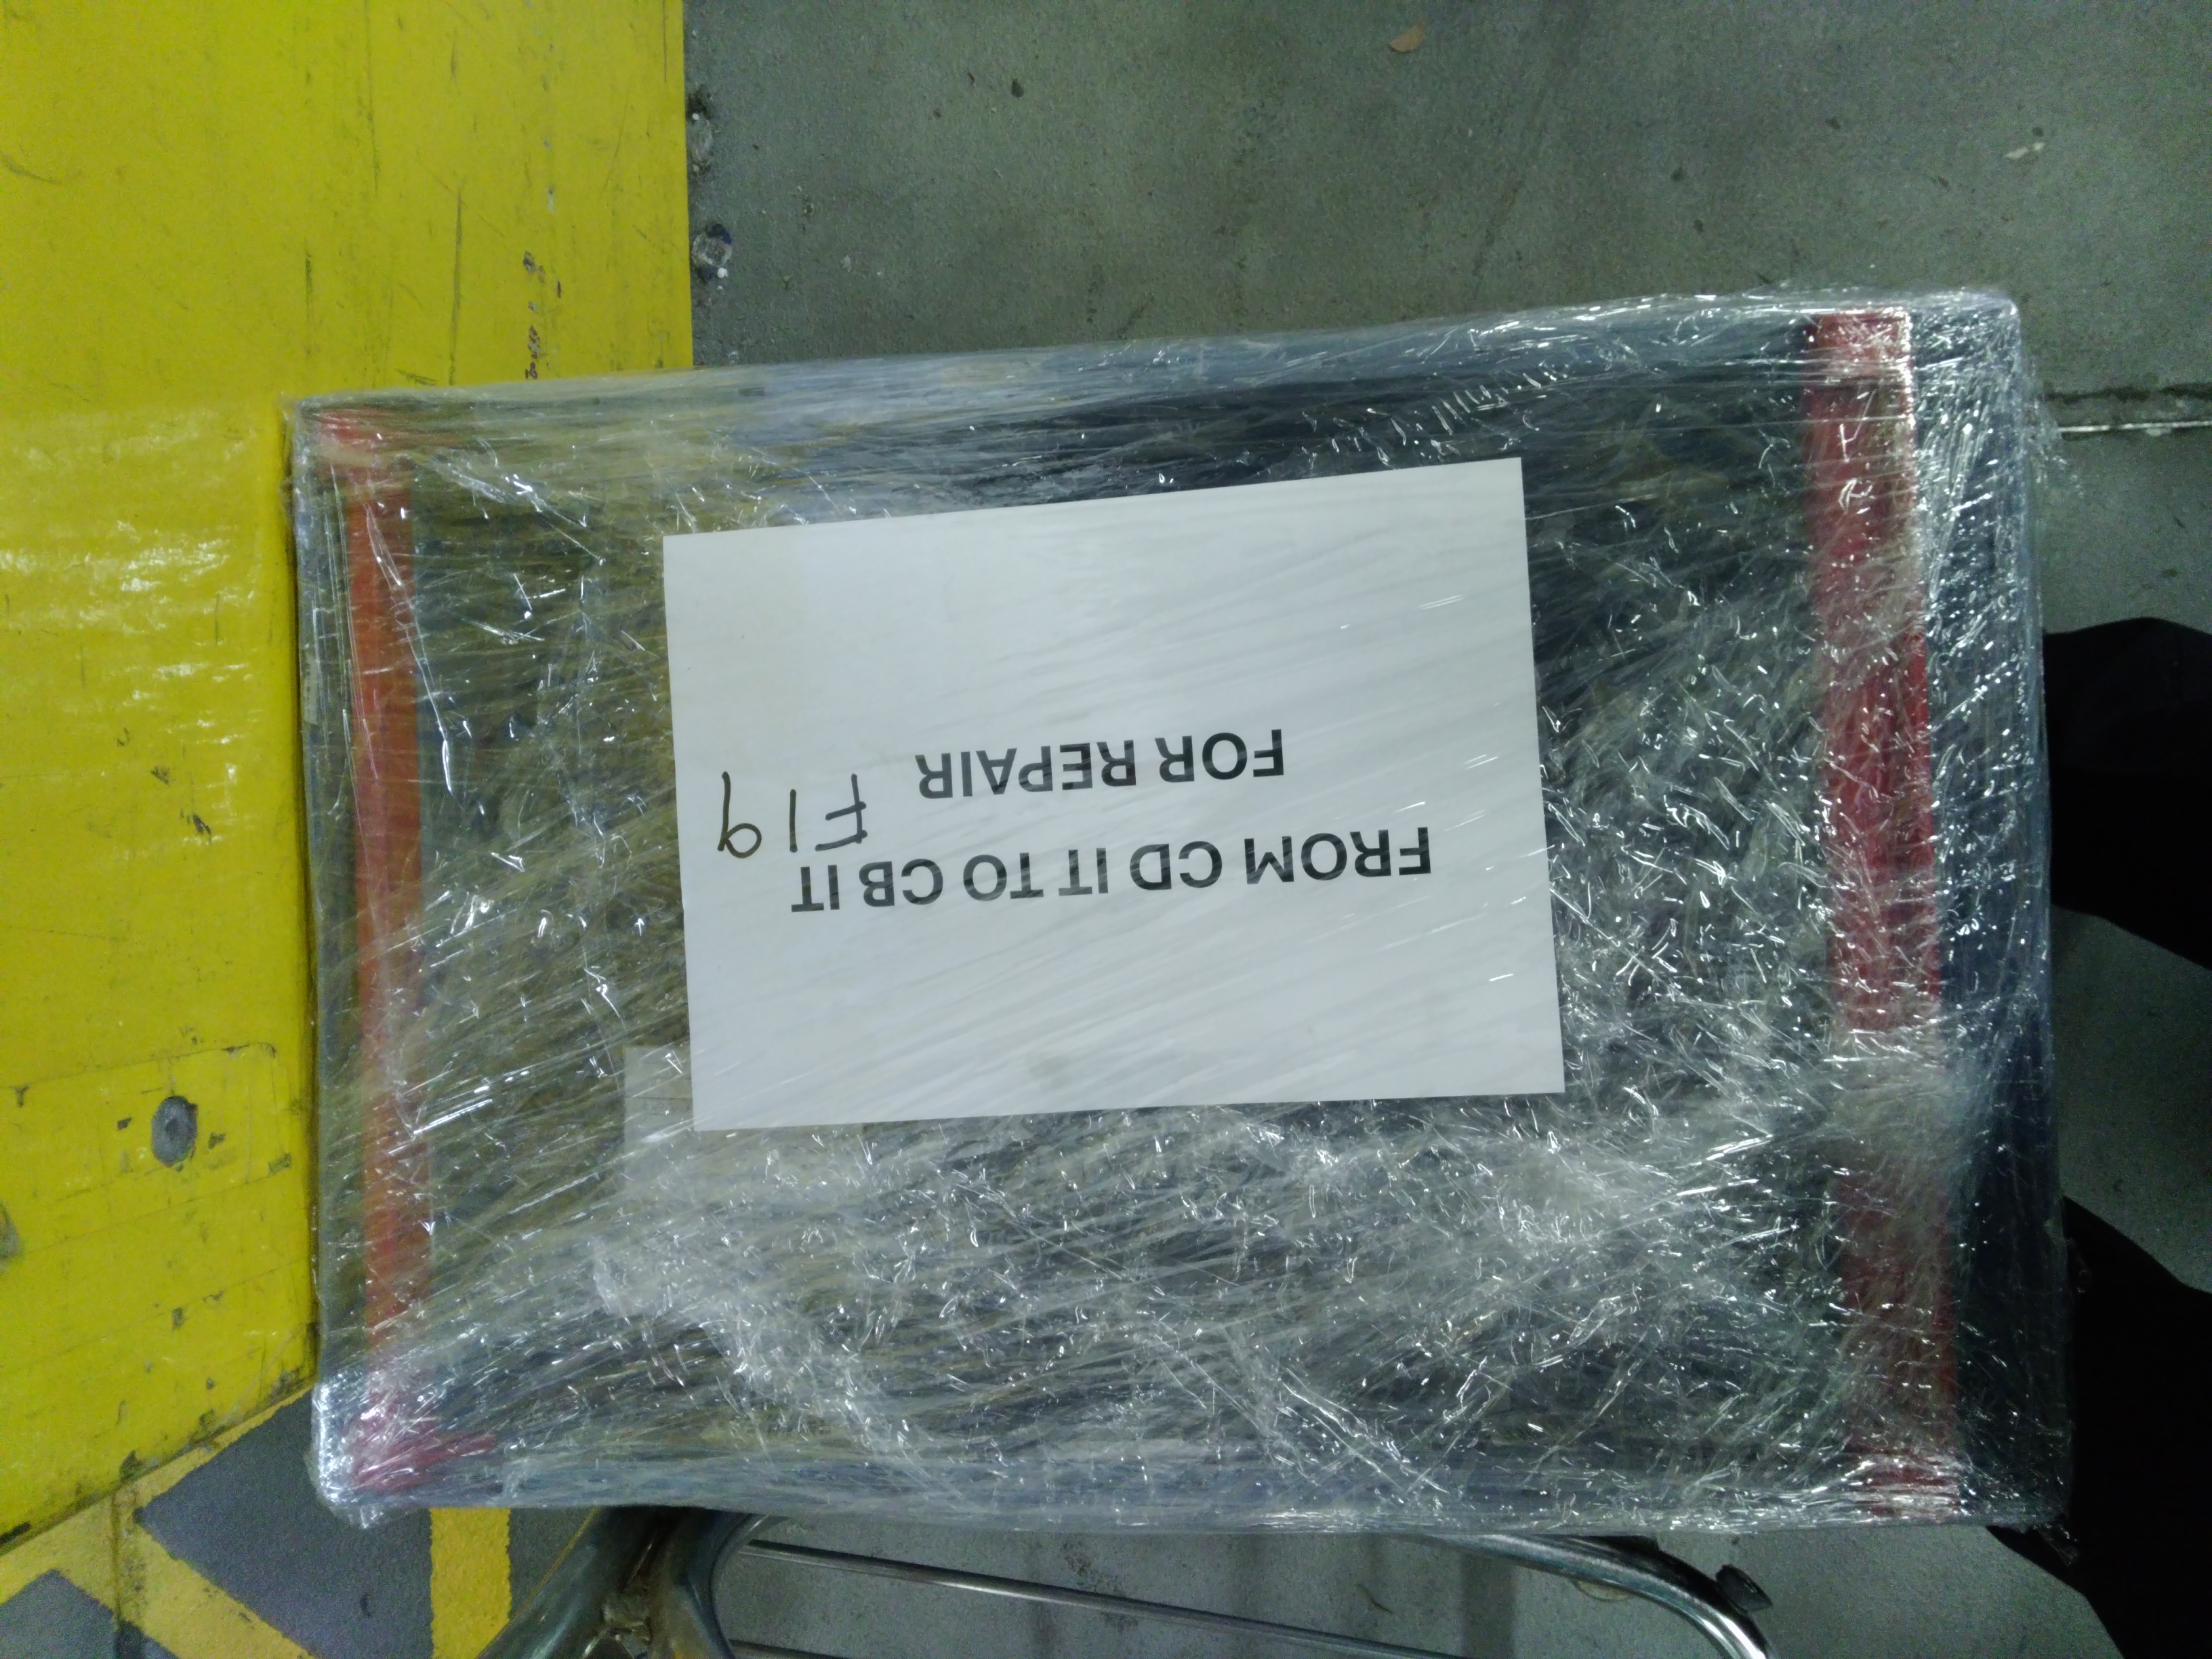 FROM CD IT TO CB IT
FOR REPAIR
F19